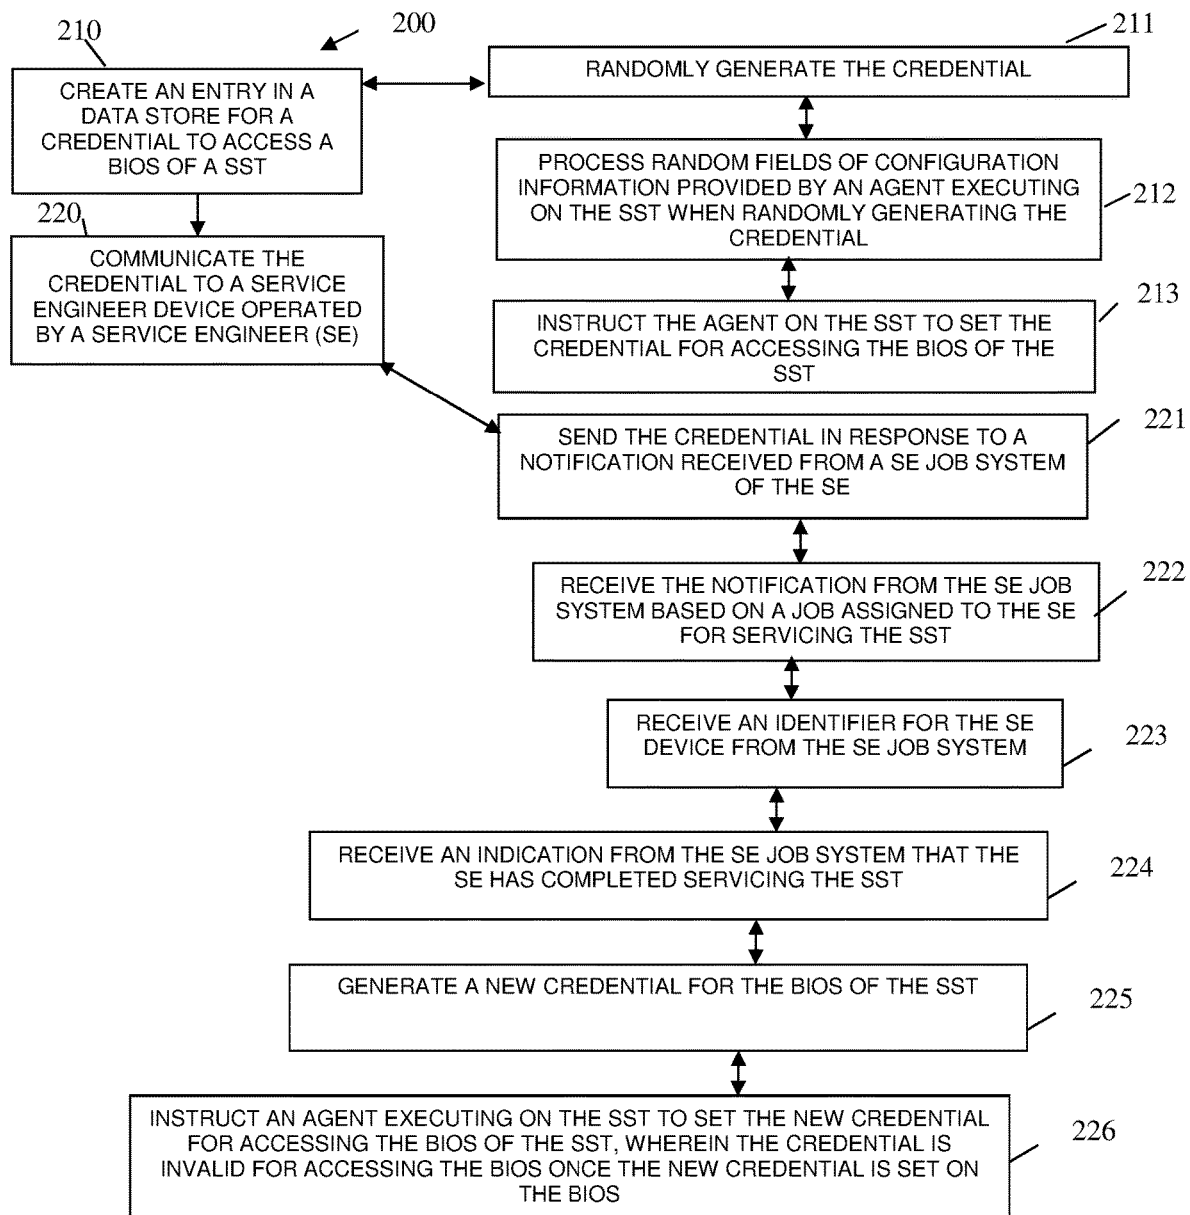 210
200
211
CREATE AN ENTRY IN A
DATA STORE FOR A
CREDENTIAL TO ACCESS A
BIOS OF A SST
RANDOMLY GENERATE THE CREDENTIAL
PROCESS RANDOM FIELDS OF CONFIGURATION
INFORMATION PROVIDED BY AN AGENT EXECUTING
ON THE SST WHEN RANDOMLY GENERATING THE
CREDENTIAL
212
220
COMMUNICATE THE
CREDENTIAL TO A SERVICE
ENGINEER DEVICE OPERATED
BY A SERVICE ENGINEER (SE)
213
INSTRUCT THE AGENT ON THE SST TO SET THE
CREDENTIAL FOR ACCESSING THE BIOS OF THE
SST
221
SEND THE CREDENTIAL IN RESPONSE TO A
NOTIFICATION RECEIVED FROM A SE JOB SYSTEM
OF THE SE
222
RECEIVE THE NOTIFICATION FROM THE SE JOB
SYSTEM BASED ON A JOB ASSIGNED TO THE SE
FOR SERVICING THE SST
RECEIVE AN IDENTIFIER FOR THE SE
DEVICE FROM THE SE JOB SYSTEM
223
RECEIVE AN INDICATION FROM THE SE JOB SYSTEM THAT THE
SE HAS COMPLETED SERVICING THE SST
224
GENERATE A NEW CREDENTIAL FOR THE BIOS OF THE SST
225
INSTRUCT AN AGENT EXECUTING ON THE SST TO SET THE NEW CREDENTIAL
FOR ACCESSING THE BIOS OF THE SST, WHEREIN THE CREDENTIAL IS
INVALID FOR ACCESSING THE BIOS ONCE THE NEW CREDENTIAL IS SET ON
THE BIOS
226